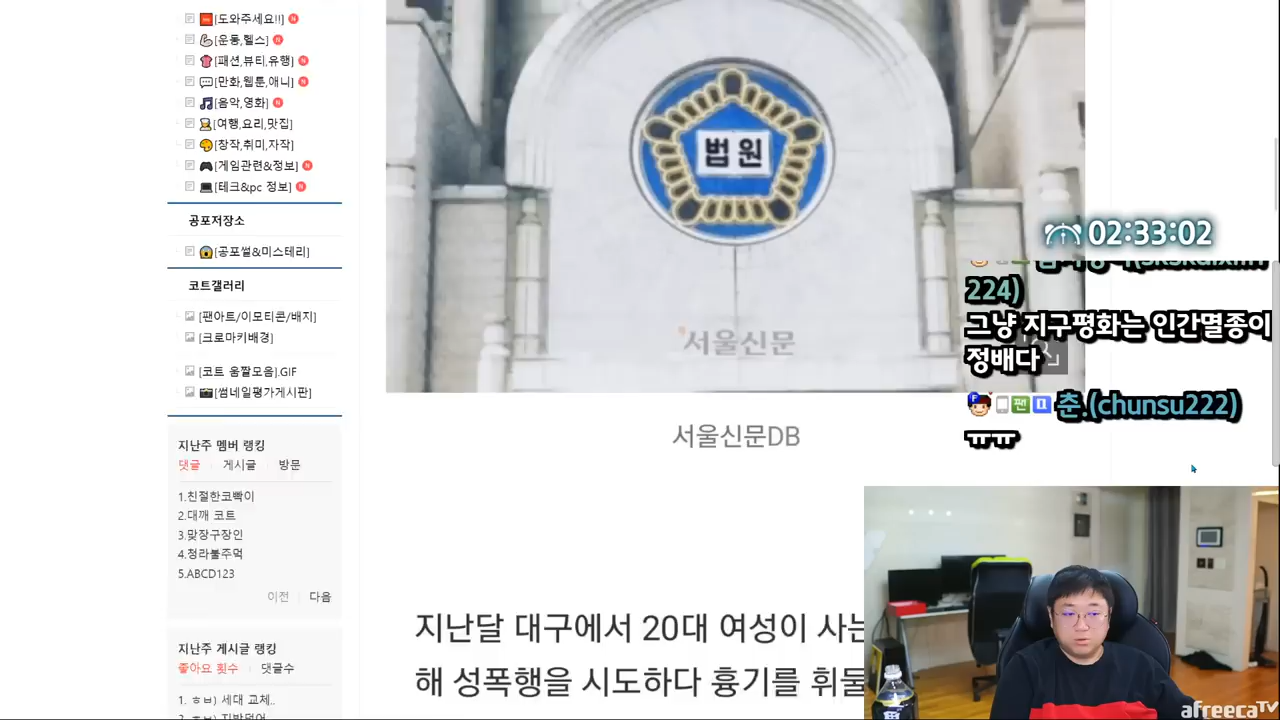 [도와주세요!!]
[운동,헬스]
[패션,뷰티,유행]
[만화,웹툰,애니]
[음악,영화]
[여행,요리,맛집]
[창작,취미,자작]
[게임관련&정보]
[테크&pc 정보]
공포저장소
[공포썰&미스테리]
코트갤러리
[팬아트/이모티콘/배지]
[크로마키배경]
[코트 움짤모음].GIF
[썸네일평가게시판]
지난주 멤버 랭킹
댓글 게시글 방문
1.친절한코빡이
2.대깨 코트
3.맞장구장인
4.청라불주먹
5.ABCD123
이전 다음
지난주 게시글 랭킹
좋아요 횟수 댓글수
1. ㅎㅂ) 세대 교체..
법원
서울신문
서울신문DB
지난달 대구에서 20대 여성이 사는
해 성폭행을 시도하다 흉기를 휘둘
02:33:02
224)
그냥 지구평화는 인간멸종이
정배다
F 팬 춘.(chunsu222)
ㅠㅠ
afreecaTV